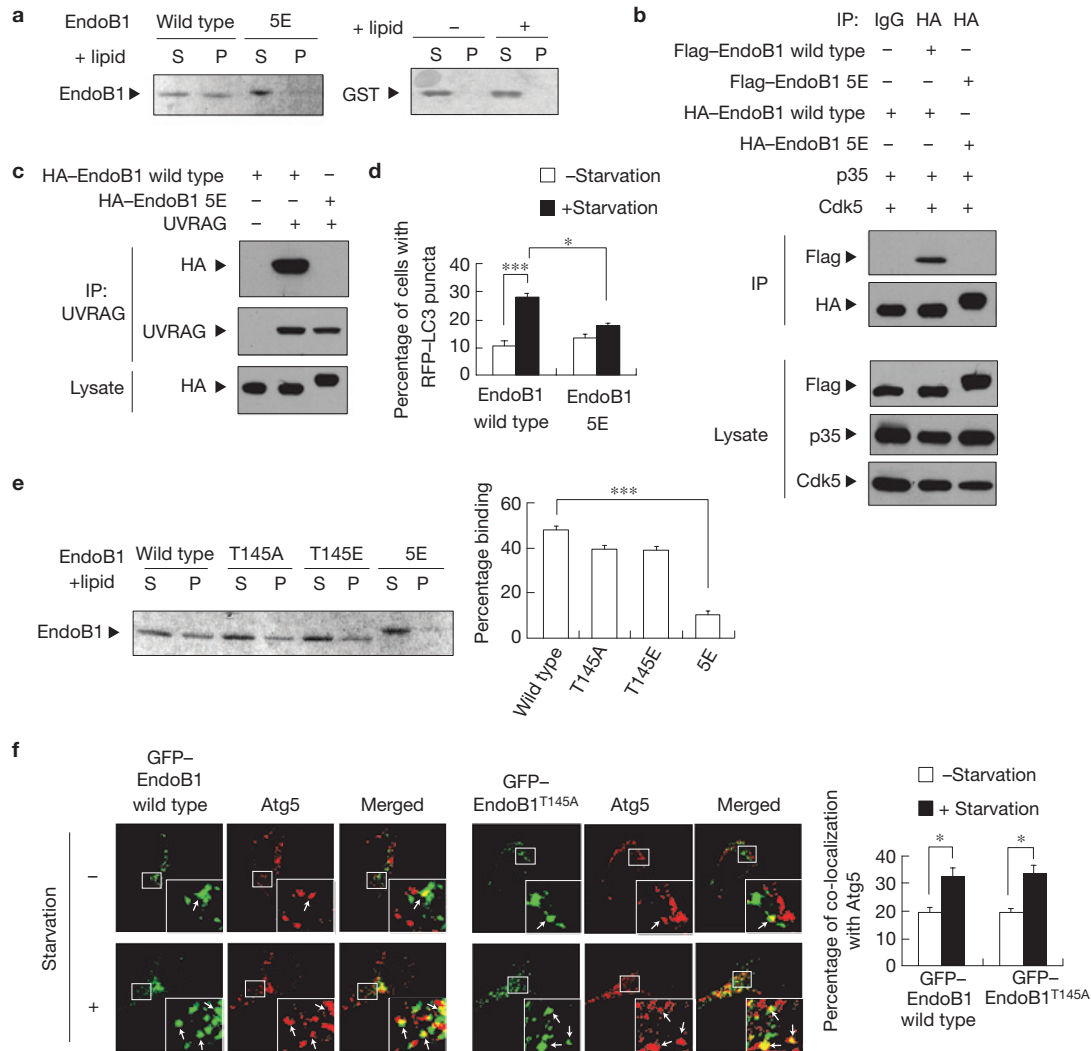 a
EndoB1 Wild type 5E
+ lipid S P S P
EndoB1
+ lipid – +
S P S P
GST
b
IP: IgG HA HA
Flag–EndoB1 wild type – + –
Flag–EndoB1 5E – – +
HA–EndoB1 wild type + + –
HA–EndoB1 5E – – +
p35 + + +
Cdk5 + + +
IP
Flag
HA
Lysate
Flag
p35
Cdk5
c
HA–EndoB1 wild type + + –
HA–EndoB1 5E – – +
UVRAG – + +
IP:
UVRAG
HA
UVRAG
Lysate HA
d
–Starvation
+Starvation
Percentage of cells with
RFP–LC3 puncta
40
30
20
10
0
***
*
EndoB1
wild type
EndoB1
5E
e
EndoB1 Wild type T145A T145E 5E
+lipid S P S P S P S P
EndoB1
Percentage binding
60
40
20
0
***
Wild type
T145A
T145E
5E
f
GFP–
EndoB1
wild type
Atg5
Merged
GFP–
EndoB1T145A
Atg5
Merged
Starvation
–
+
–Starvation
+ Starvation
Percentage of co-localization
with Atg5
40
30
20
10
0
*
*
GFP–
EndoB1
wild type
GFP–
EndoB1T145A